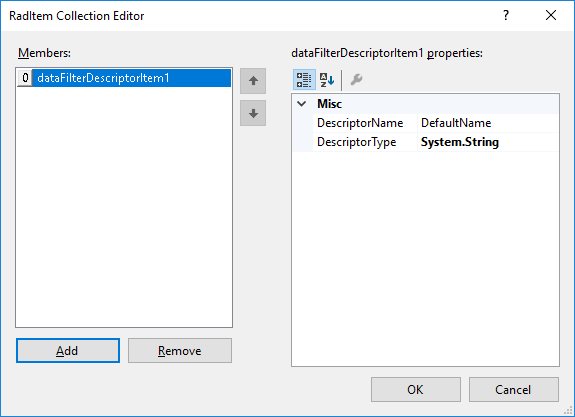 RadItem Collection Editor
?
Members:
dataFilterDescriptorItem1 properties:
0 dataFilterDescriptorItem1
A Z
Misc
DescriptorName DefaultName
DescriptorType System.String
Add
Remove
OK
Cancel